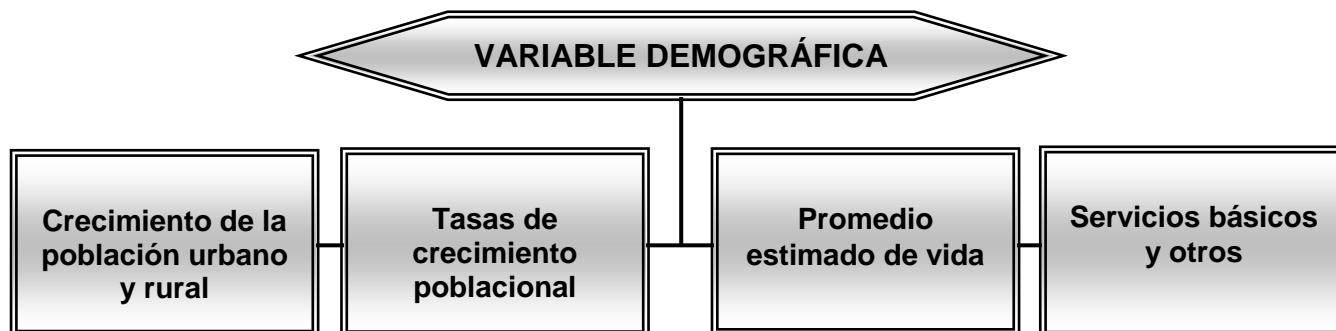 VARIABLE DEMOGRÁFICA
Crecimiento de la
población urbano
y rural
Tasas de
crecimiento
poblacional
Promedio
estimado de vida
Servicios básicos
y otros